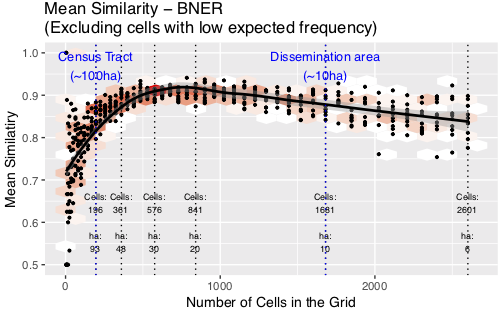 Mean Similarity – BNER
(Excluding cells with low expected frequency)
Census Tract
(~100ha)
Dissemination area
(~10ha)
1.0
0.9
0.8
0.7
0.6
0.5
Mean Similatiry
Cells: Cells: Cells: Cells: Cells: Cells:
196 361 576 841 1681 2601
ha: ha: ha: ha: ha: ha:
93 48 30 20 10 6
0 1000 2000
Number of Cells in the Grid